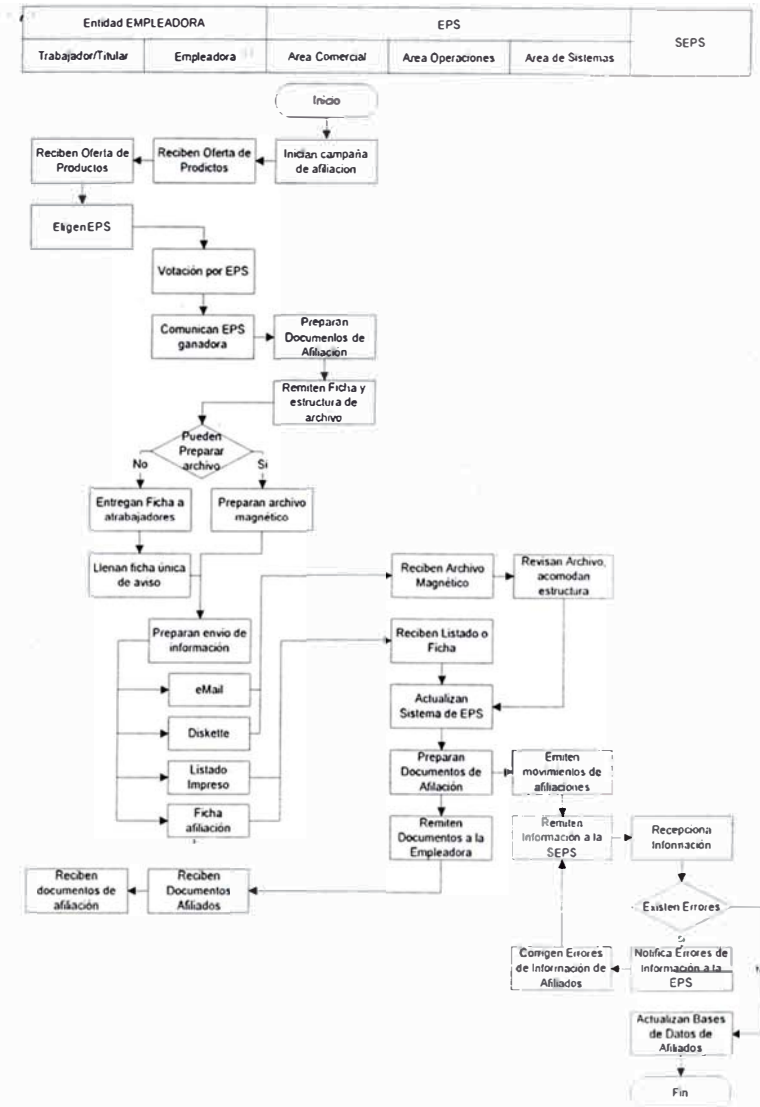 Entidad EMPLEADORA
EPS
SEPS
Trabajador/Titular
Empleadora
Area Comercial
Area Operaciones
Area de Sistemas
Inicio
Reciben Oferta de
Productos
Reciben Oferta de
Prodictos
Inician campaña
de afiliacion
Eligen EPS
Votación por EPS
Comunican EPS
ganadora
Preparan
Documentos de
Afiliación
Remiten Ficha y
estructura de
archivo
Pueden
Preparar
archivo
No
Si
Entregan Ficha a
atrabajadores
Preparan archivo
magnético
Llenan ficha única
de aviso
Reciben Archivo
Magnético
Revisan Archivo,
acomodan
estructura
Preparan envio de
información
Reciben Listado o
Ficha
eMail
Diskette
Listado
Impreso
Ficha
afiliación
Actualizan
Sistema de EPS
Preparan
Documentos de
Afilación
Emiten
movimientos de
afiliaciones
Remiten
Documentos a la
Empleadora
Remiten
Información a la
SEPS
Recepciona
Información
Reciben
documentos de
afiliación
Reciben
Documentos
Afiliados
Existen Errores
Si
Corrigen Errores
de Información de
Afiliados
Notifica Errores de
Información a la
EPS
Actualizan Bases
de Datos de
Afiliados
Fin